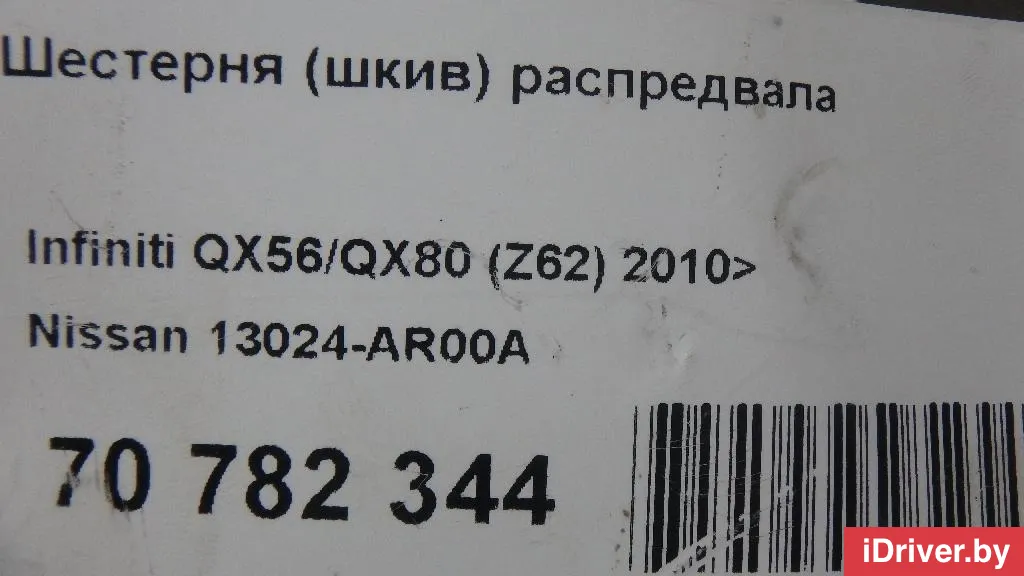 Шестерня (шкив) распредвала
Infiniti QX56/QX80 (Z62) 2010>
Nissan 13024-AR00A
70 782 344
iDriver.by